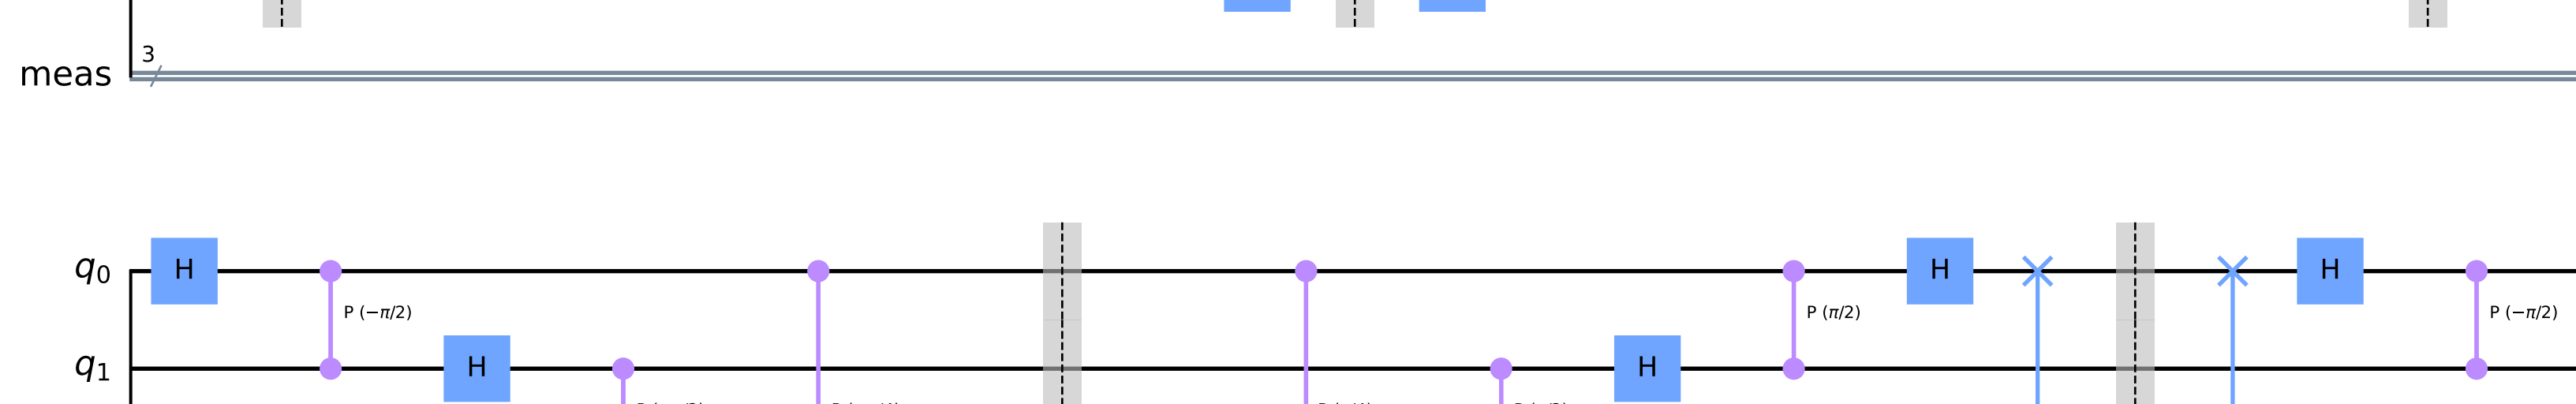 3
meas
q0 H H H
P (−π/2) P (π/2) P (−π/2)
q1 H H